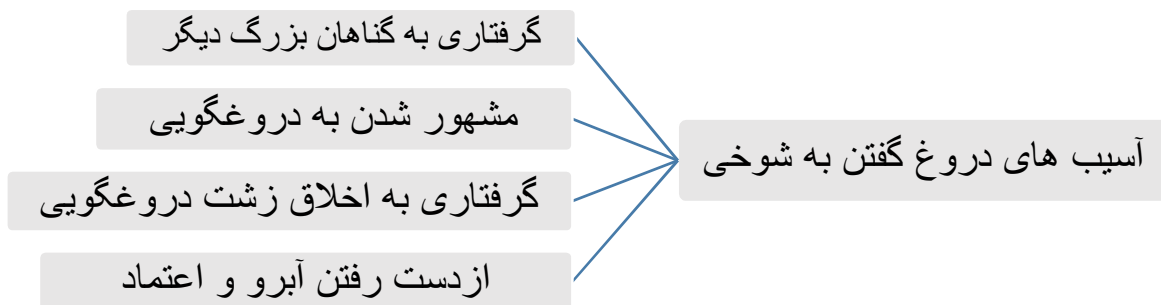 آسیب های دروغ گفتن به شوخی
گرفتاری به گناهان بزرگ دیگر
مشهور شدن به دروغگویی
گرفتاری به اخلاق زشت دروغگویی
ازدست رفتن آبرو و اعتماد